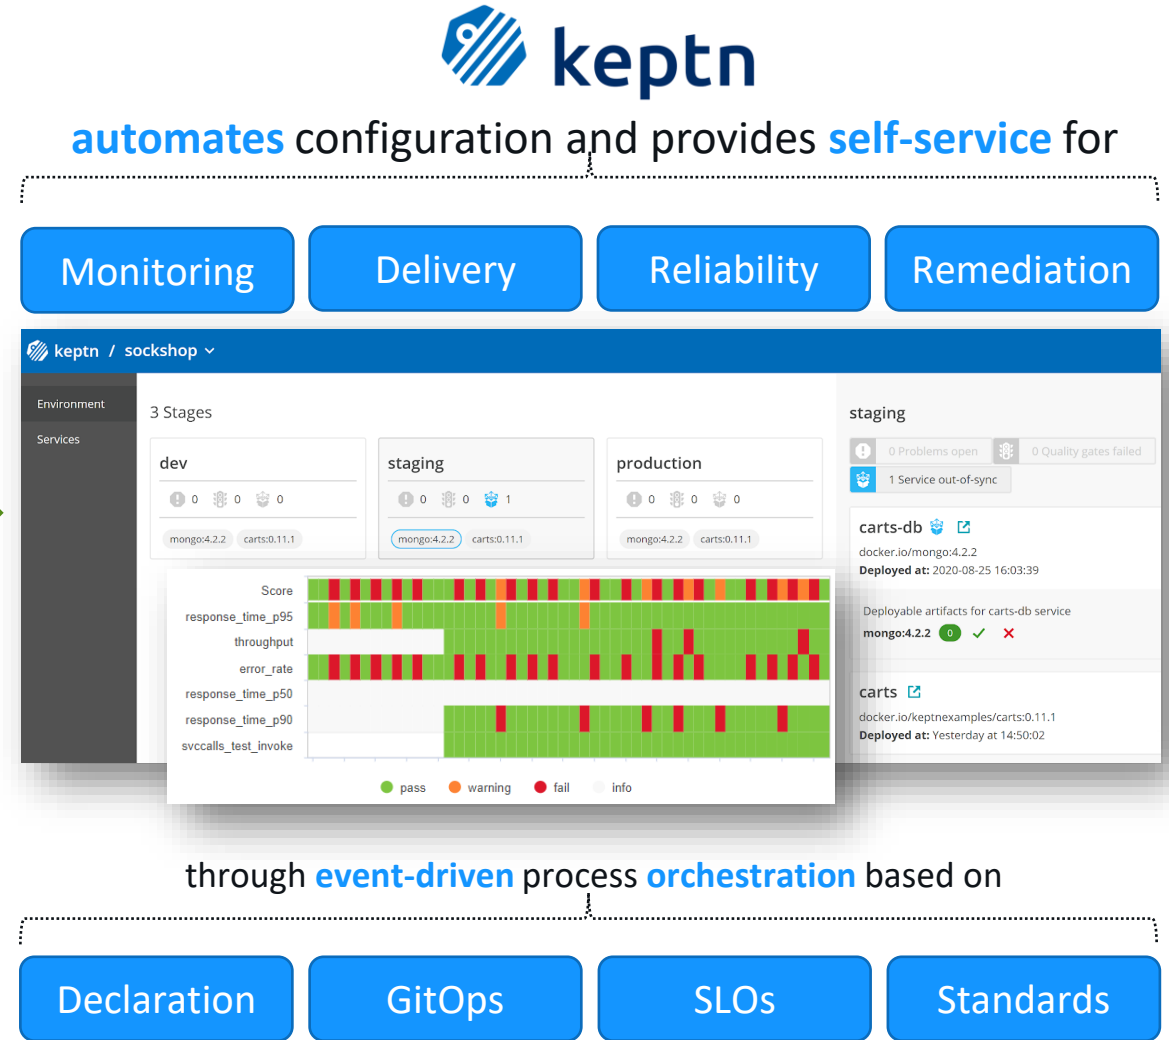 keptn
automates configuration and provides self-service for
Monitoring
Delivery
Reliability
Remediation
keptn / sockshop
Environment
Services
3 Stages
dev
0 0 0
mongo:4.2.2 carts:0.11.1
staging
0 0 1
mongo:4.2.2 carts:0.11.1
production
0 0 0
mongo:4.2.2 carts:0.11.1
staging
0 Problems open
0 Quality gates failed
1 Service out-of-sync
carts-db
docker.io/mongo:4.2.2
Deployed at: 2020-08-25 16:03:39
Deployable artifacts for carts-db service
mongo:4.2.2 0
carts
docker.io/keptnexamples/carts:0.11.1
Deployed at: Yesterday at 14:50:02
Score
response_time_p95
throughput
error_rate
response_time_p50
response_time_p90
svccalls_test_invoke
pass warning fail info
through event-driven process orchestration based on
Declaration
GitOps
SLOs
Standards